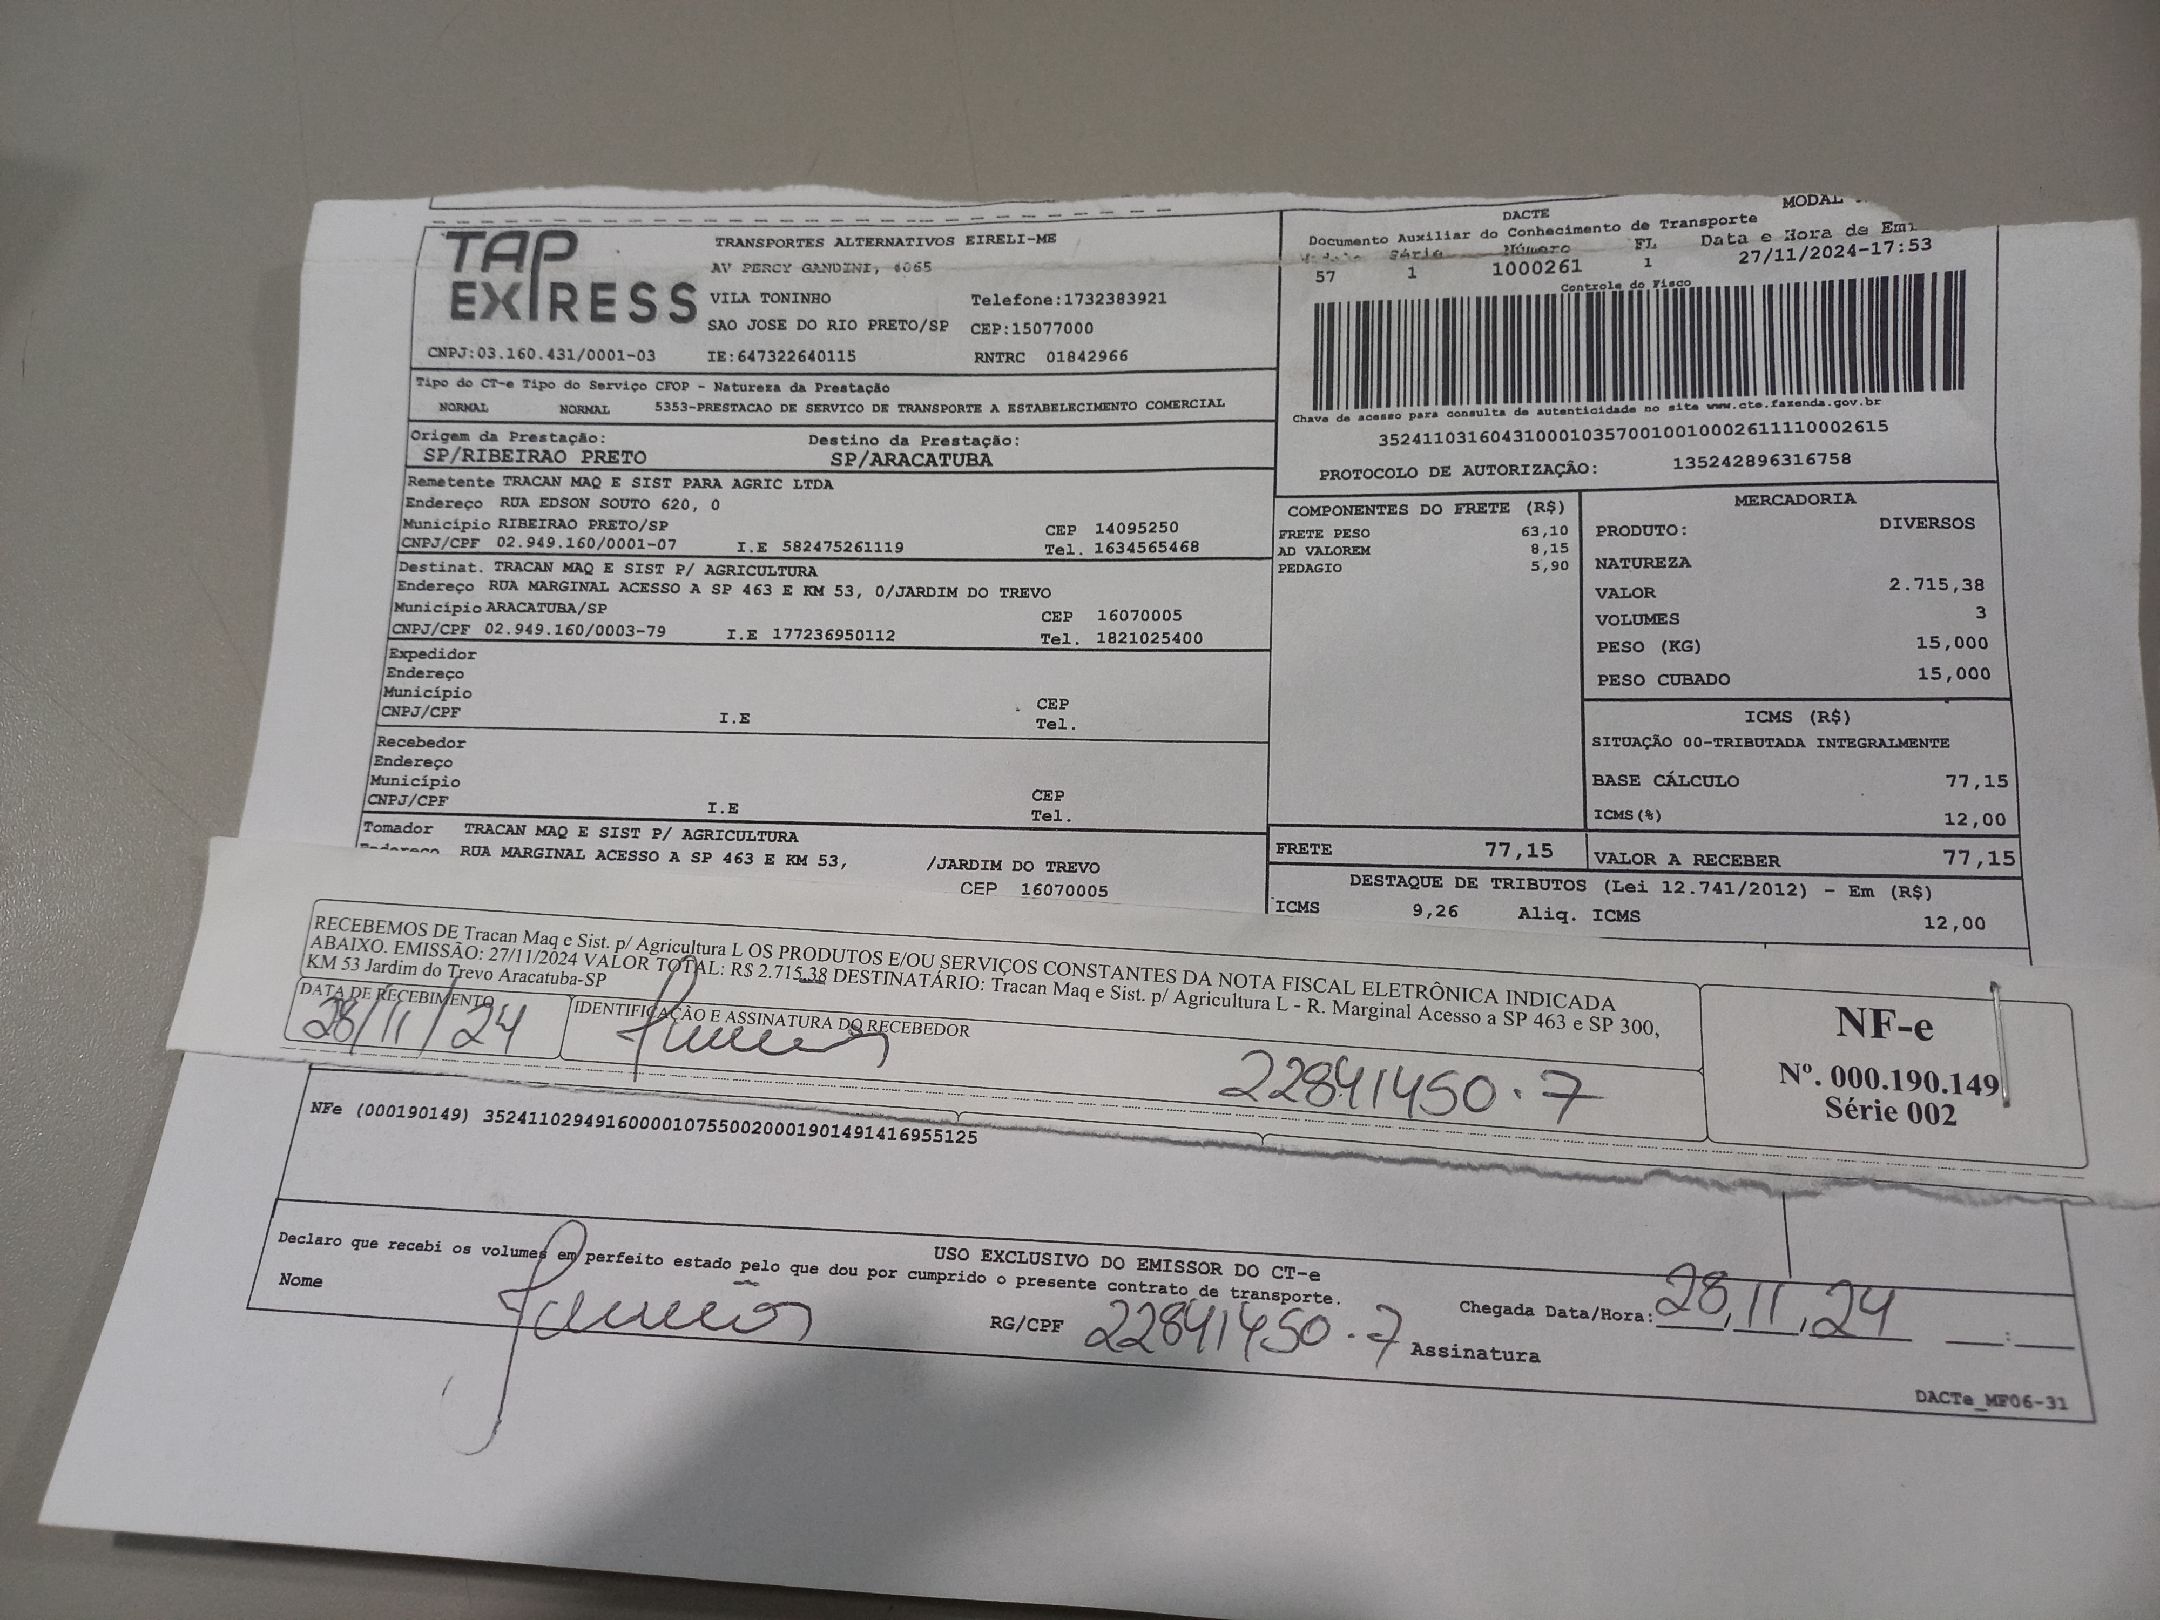 TAP EXPRESS
TRANSPORTES ALTERNATIVOS EIRELI-ME
AV PERCY GANDINI,
VILA TONINHO Telefone:1732383921
SAO JOSE DO RIO PRETO/SP CEP:15077000
CNPJ:03.160.431/0001-03 IE:647322640115 RNTRC 01842966
DACTE MODAL
Documento Auxiliar do Conhecimento de Transporte
Série Número FL Data e Hora de Emi
57 1 1000261 1 27/11/2024-17:53
Controle do Fisco
Chave de acesso para consulta de autenticidade no site www.cte.fazenda.gov.br
35241103160431000103570010010002611110002615
PROTOCOLO DE AUTORIZAÇÃO: 135242896316758
Tipo do CT-e Tipo do Serviço CFOP - Natureza da Prestação
NORMAL NORMAL 5353-PRESTACAO DE SERVICO DE TRANSPORTE A ESTABELECIMENTO COMERCIAL
Origem da Prestação: Destino da Prestação:
SP/RIBEIRAO PRETO SP/ARACATUBA
Remetente TRACAN MAQ E SIST PARA AGRIC LTDA
Endereço RUA EDSON SOUTO 620, 0
Município RIBEIRAO PRETO/SP CEP 14095250
CNPJ/CPF 02.949.160/0001-07 I.E 582475261119 Tel. 1634565468
Destinat. TRACAN MAQ E SIST P/ AGRICULTURA
Endereço RUA MARGINAL ACESSO A SP 463 E KM 53, 0/JARDIM DO TREVO
Município ARACATUBA/SP CEP 16070005
CNPJ/CPF 02.949.160/0003-79 I.E 177236950112 Tel. 1821025400
Expedidor
Endereço
Município CEP
CNPJ/CPF I.E Tel.
Recebedor
Endereço
Município CEP
CNPJ/CPF I.E Tel.
Tomador TRACAN MAQ E SIST P/ AGRICULTURA
Endereço RUA MARGINAL ACESSO A SP 463 E KM 53, /JARDIM DO TREVO
CEP 16070005
COMPONENTES DO FRETE (R$)
FRETE PESO 63,10
AD VALOREM 8,15
PEDAGIO 5,90
MERCADORIA
PRODUTO: DIVERSOS
NATUREZA
VALOR 2.715,38
VOLUMES 3
PESO (KG) 15,000
PESO CUBADO 15,000
ICMS (R$)
SITUAÇÃO 00-TRIBUTADA INTEGRALMENTE
BASE CÁLCULO 77,15
ICMS(%) 12,00
FRETE 77,15 VALOR A RECEBER 77,15
DESTAQUE DE TRIBUTOS (Lei 12.741/2012) - Em (R$)
ICMS 9,26 Aliq. ICMS 12,00
RECEBEMOS DE Tracan Maq e Sist. p/ Agricultura L OS PRODUTOS E/OU SERVIÇOS CONSTANTES DA NOTA FISCAL ELETRÔNICA INDICADA
ABAIXO. EMISSÃO: 27/11/2024 VALOR TOTAL: R$ 2.715,38 DESTINATÁRIO: Tracan Maq e Sist. p/ Agricultura L - R. Marginal Acesso a SP 463 e SP 300,
KM 53 Jardim do Trevo Aracatuba-SP
DATA DE RECEBIMENTO IDENTIFICAÇÃO E ASSINATURA DO RECEBEDOR
28/11/24 22841450.7
NF-e
Nº. 000.190.149
Série 002
NFe (000190149) 35241102949160000107550020001901491416955125
USO EXCLUSIVO DO EMISSOR DO CT-e
Declaro que recebi os volumes em perfeito estado pelo que dou por cumprido o presente contrato de transporte.
Nome RG/CPF 22841450.7 Assinatura
Chegada Data/Hora: 28,11,24 __:__
DACTe_MF06-31